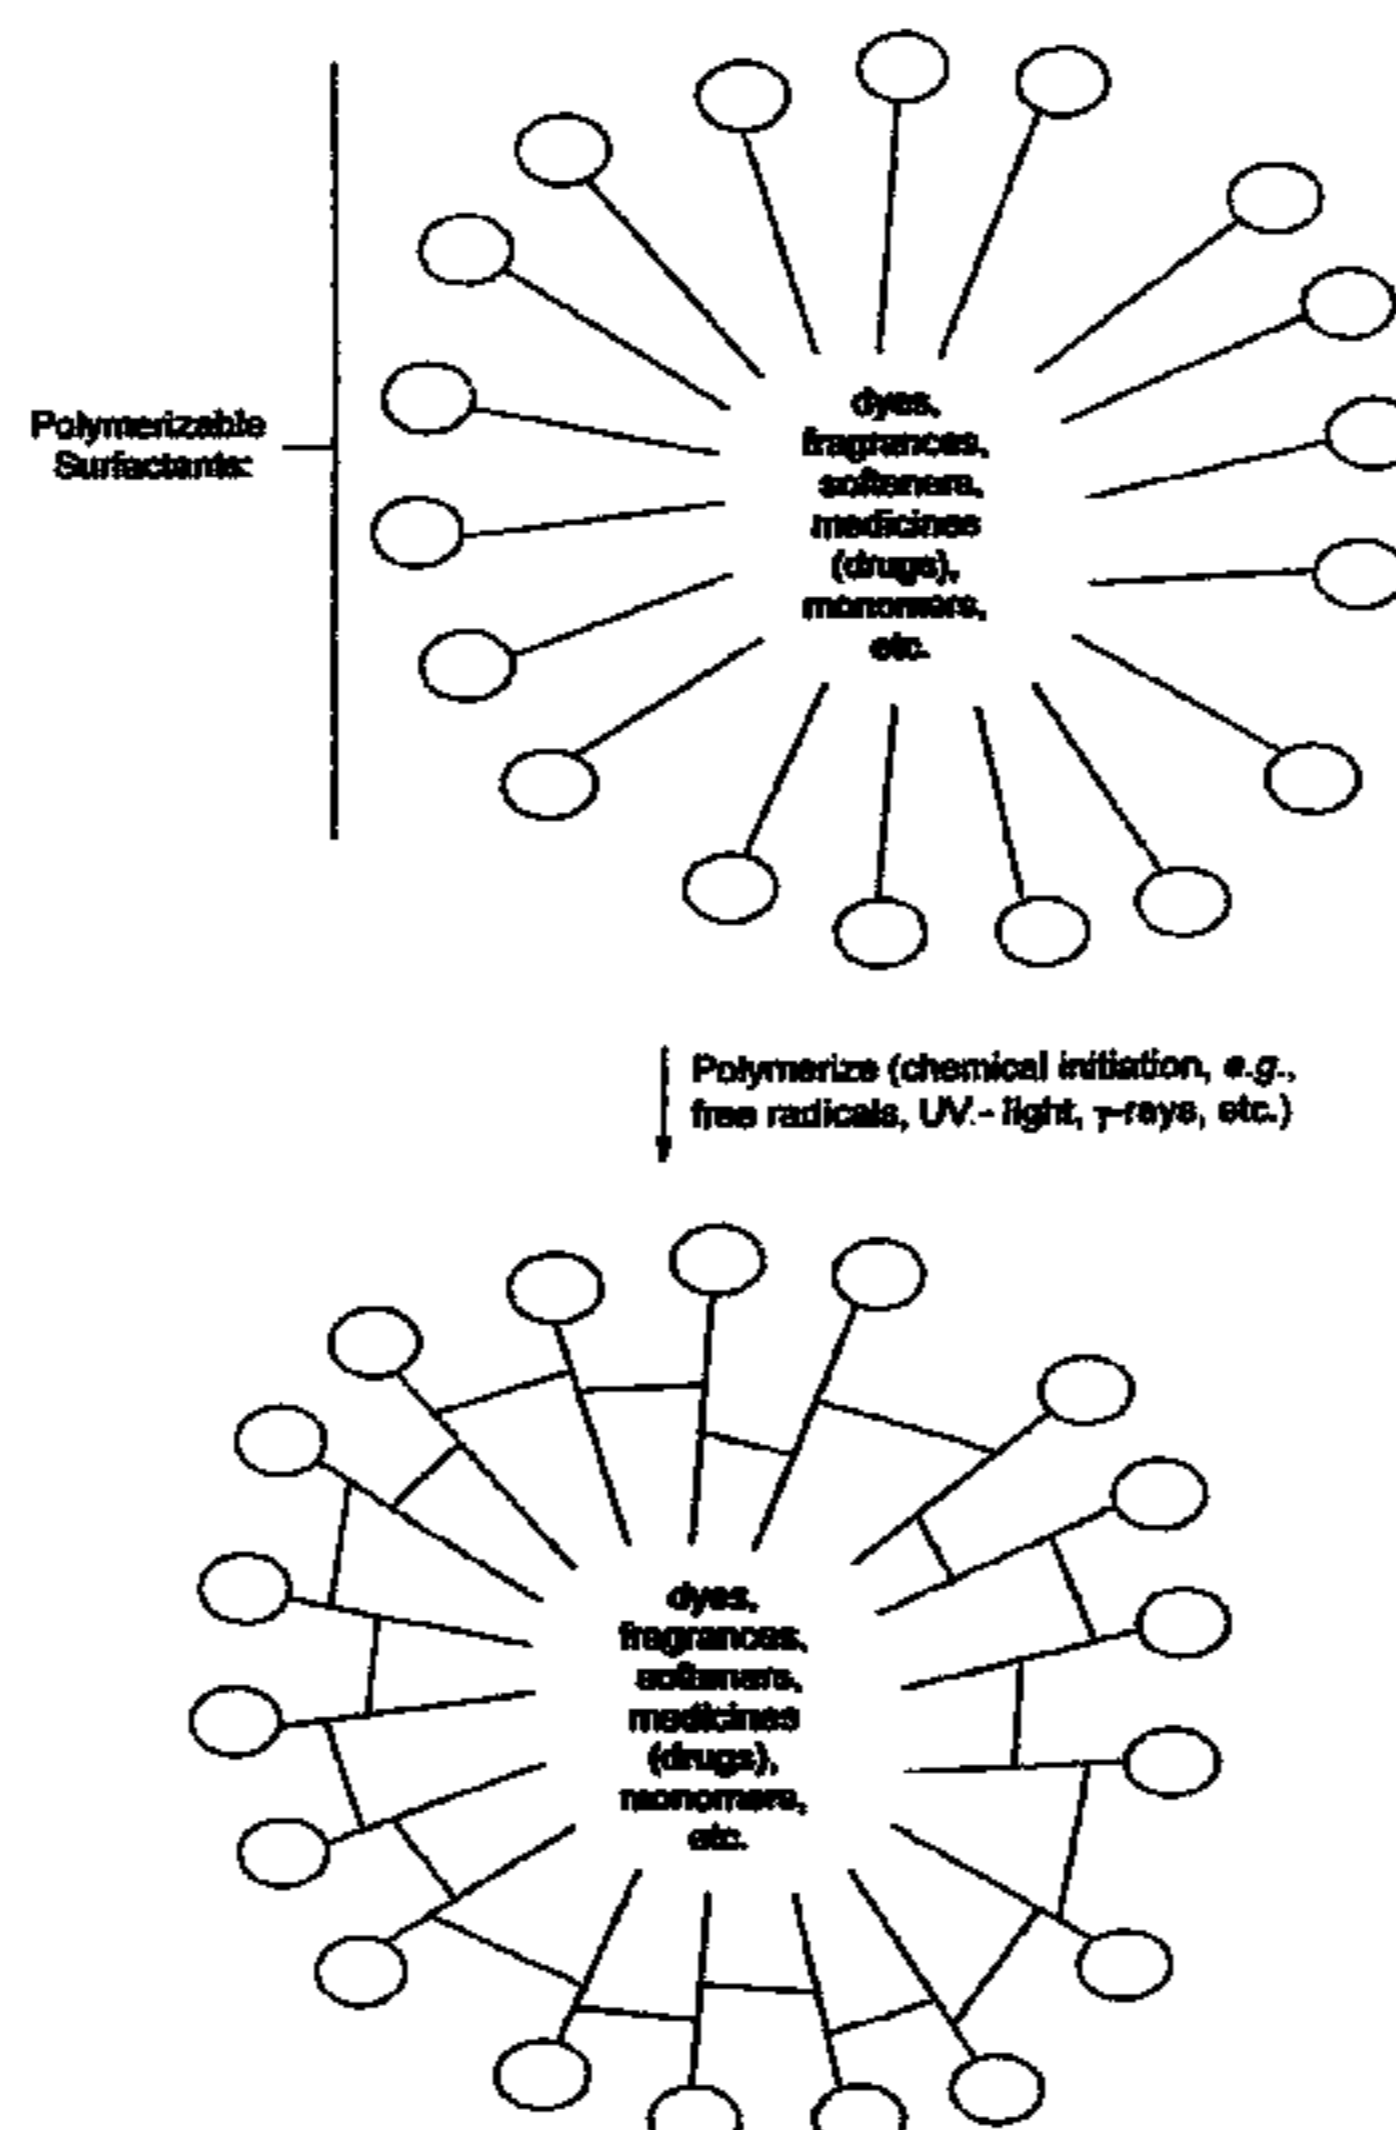 Polymerizable
Surfactants:
dyes,
fragrances,
softeners,
medicines
(drugs),
monomers,
etc.
Polymerize (chemical initiation, e.g.,
free radicals, UV.- light, γ-rays, etc.)
dyes,
fragrances,
softeners,
medicines
(drugs),
monomers,
etc.